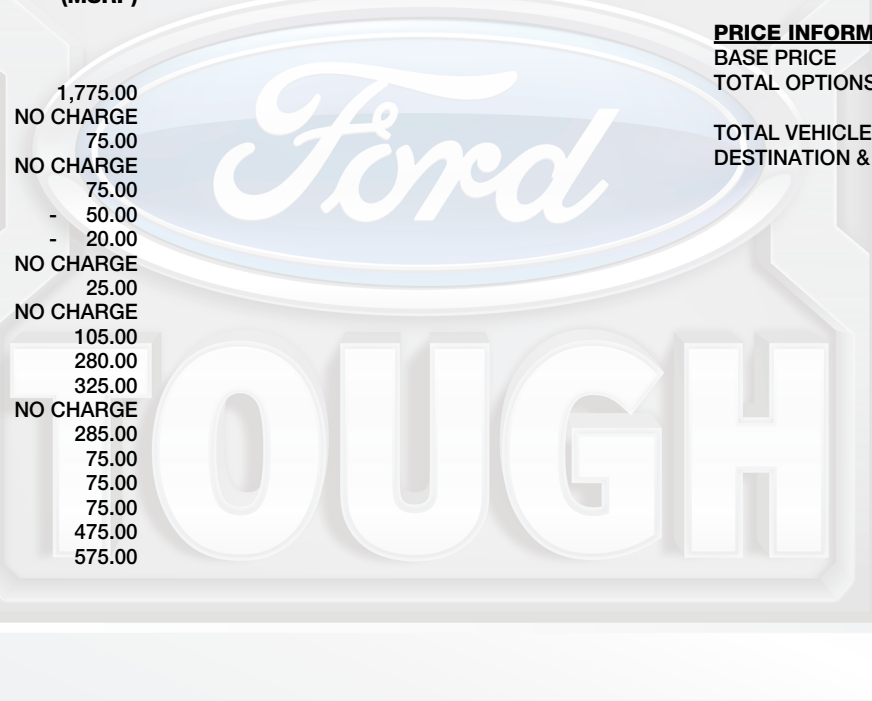 (MSRP)
1,775.00
NO CHARGE
75.00
NO CHARGE
75.00
- 50.00
- 20.00
NO CHARGE
25.00
NO CHARGE
105.00
280.00
325.00
NO CHARGE
285.00
75.00
75.00
75.00
475.00
575.00
PRICE INFORM
BASE PRICE
TOTAL OPTIONS
TOTAL VEHICLE
DESTINATION &
Ford
TOUGH